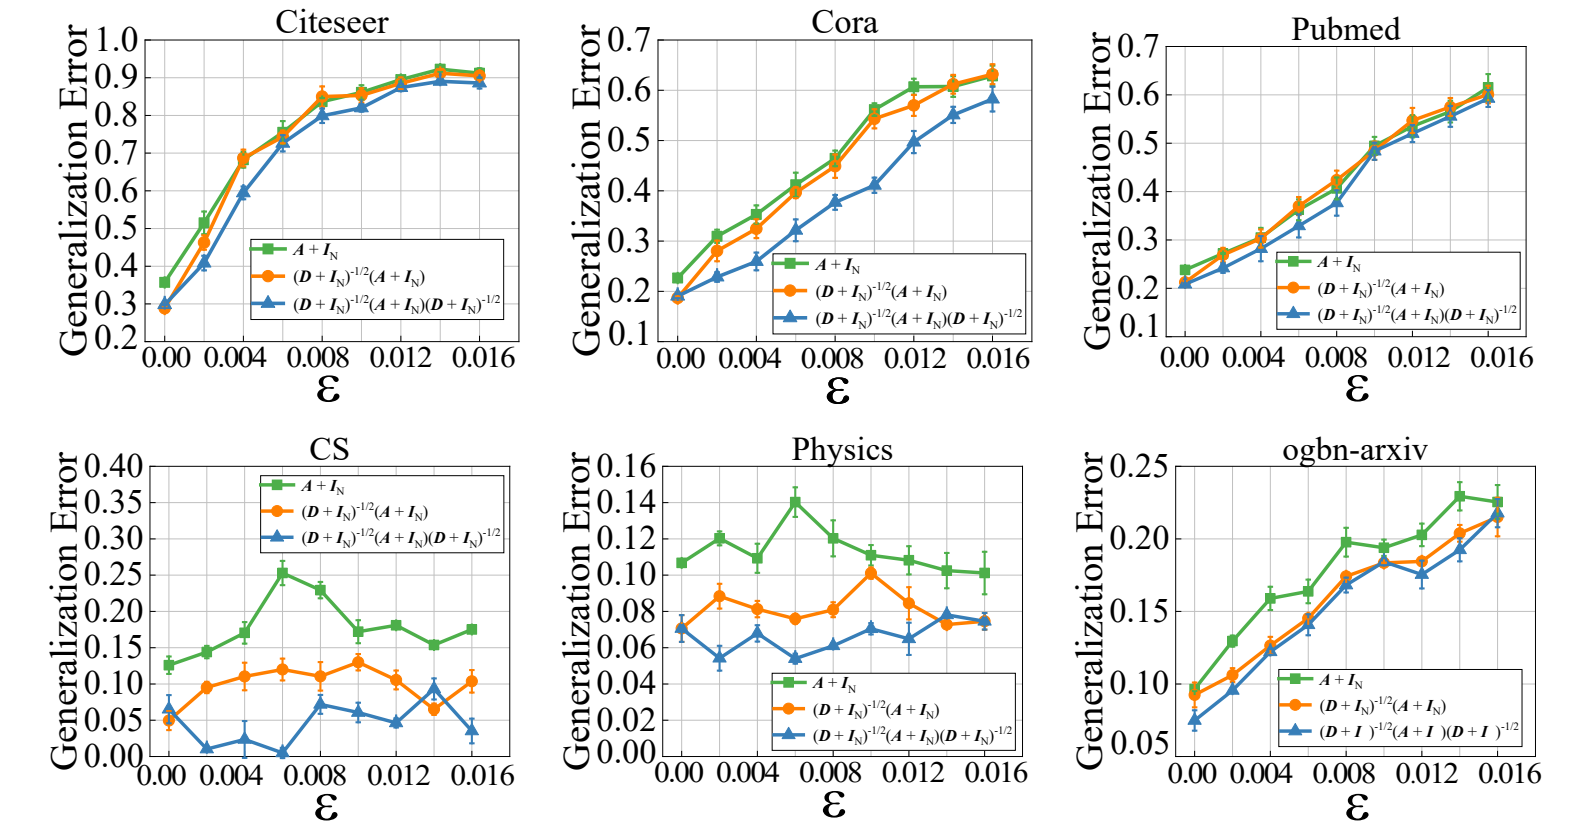 Citeseer
Generalization Error
1.0
0.9
0.8
0.7
0.6
0.5
0.4
0.3
0.2
A + I_N
(D + I_N)^-1/2(A + I_N)
(D + I_N)^-1/2(A + I_N)(D + I_N)^-1/2
0.00 0.004 0.008 0.012 0.016
ε
Cora
Generalization Error
0.7
0.6
0.5
0.4
0.3
0.2
0.1
A + I_N
(D + I_N)^-1/2(A + I_N)
(D + I_N)^-1/2(A + I_N)(D + I_N)^-1/2
0.00 0.004 0.008 0.012 0.016
ε
Pubmed
Generalization Error
0.7
0.6
0.5
0.4
0.3
0.2
0.1
A + I_N
(D + I_N)^-1/2(A + I_N)
(D + I_N)^-1/2(A + I_N)(D + I_N)^-1/2
0.00 0.004 0.008 0.012 0.016
ε
CS
Generalization Error
0.40
0.35
0.30
0.25
0.20
0.15
0.10
0.05
0.00
A + I_N
(D + I_N)^-1/2(A + I_N)
(D + I_N)^-1/2(A + I_N)(D + I_N)^-1/2
0.00 0.004 0.008 0.012 0.016
ε
Physics
Generalization Error
0.16
0.14
0.12
0.10
0.08
0.06
0.04
0.02
0.00
A + I_N
(D + I_N)^-1/2(A + I_N)
(D + I_N)^-1/2(A + I_N)(D + I_N)^-1/2
0.00 0.004 0.008 0.012 0.016
ε
ogbn-arxiv
Generalization Error
0.25
0.20
0.15
0.10
0.05
A + I_N
(D + I_N)^-1/2(A + I_N)
(D + I )^-1/2(A + I )(D + I )^-1/2
0.00 0.004 0.008 0.012 0.016
ε